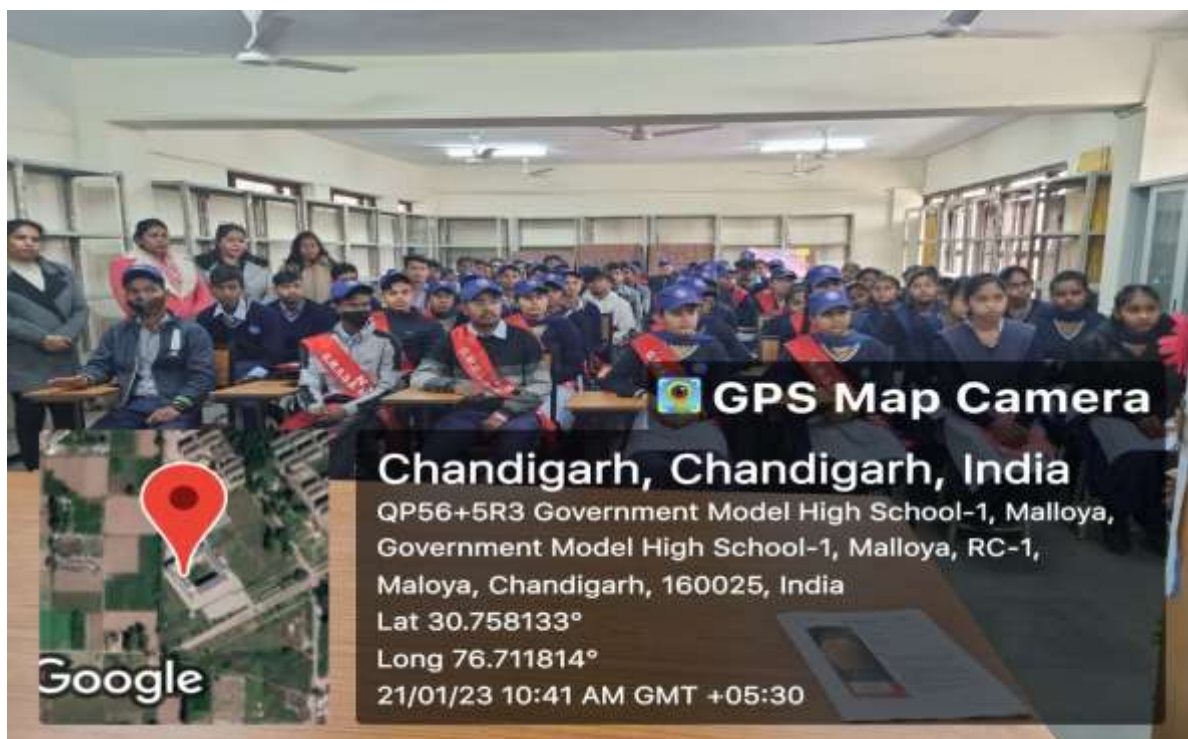 GPS Map Camera
Chandigarh, Chandigarh, India
QP56+5R3 Government Model High School-1, Malloya,
Government Model High School-1, Malloya, RC-1,
Maloya, Chandigarh, 160025, India
Lat 30.758133°
Long 76.711814°
21/01/23 10:41 AM GMT +05:30
Google